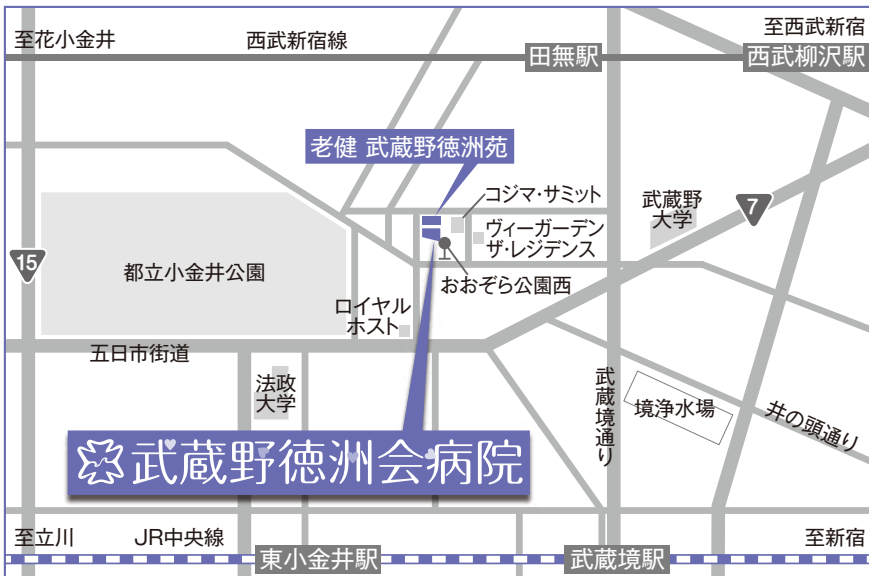 至花小金井
西武新宿線
至西武新宿
田無駅
西武柳沢駅
老健 武蔵野徳洲苑
コジマ・サミット
武蔵野
大学
7
ヴィーガーデン
ザ・レジデンス
15
都立小金井公園
おおぞら公園西
ロイヤル
ホスト
五日市街道
法政
大学
武蔵境通り
境浄水場
井の頭通り
武蔵野徳洲会病院
至立川
JR中央線
至新宿
東小金井駅
武蔵境駅